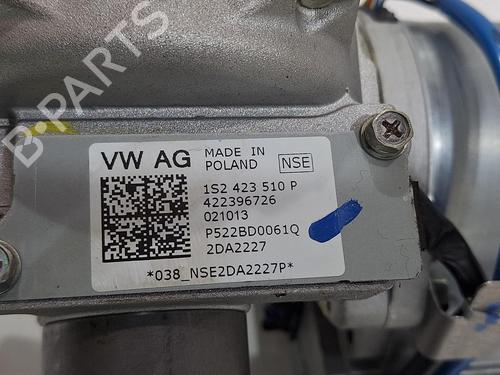 B-PARTS
VW AG MADE IN POLAND NSE
1S2 423 510 P
422396726
021013
P522BD0061Q
2DA2227
*038_NSE2DA2227P*